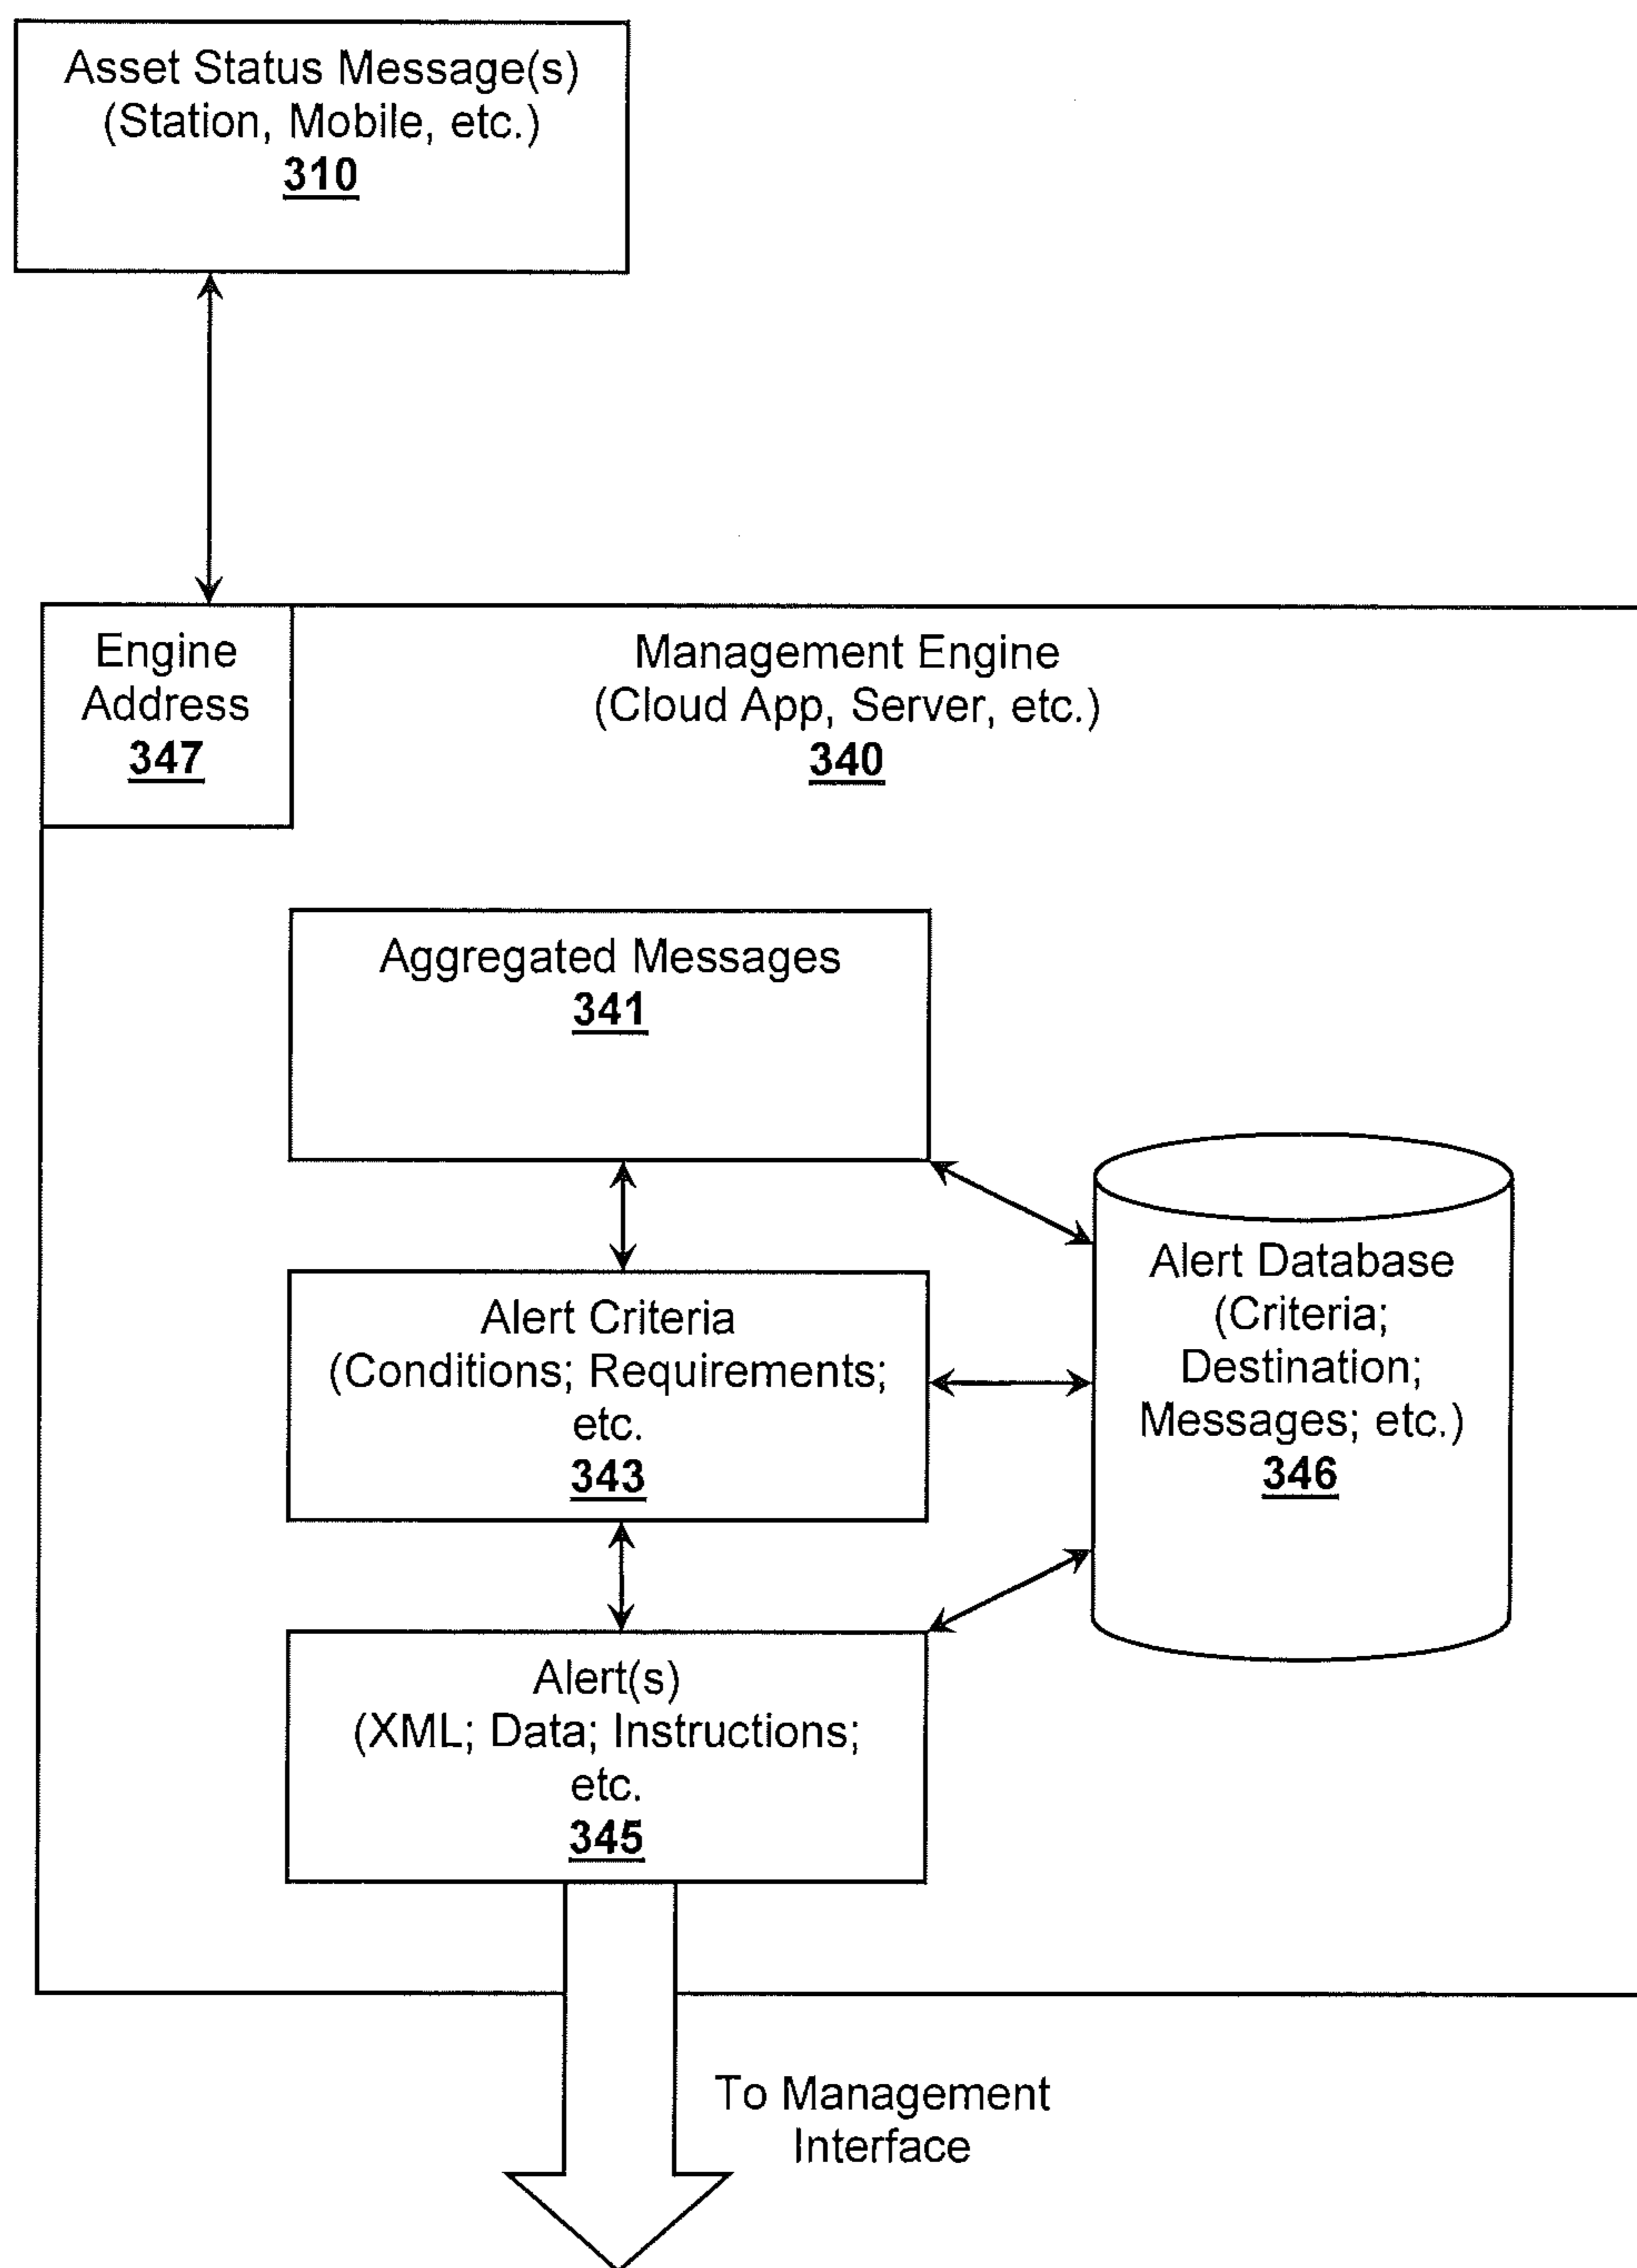 Asset Status Message(s)
(Station, Mobile, etc.)
310
Engine
Address
347
Management Engine
(Cloud App, Server, etc.)
340
Aggregated Messages
341
Alert Criteria
(Conditions; Requirements;
etc.
343
Alert Database
(Criteria;
Destination;
Messages; etc.)
346
Alert(s)
(XML; Data; Instructions;
etc.
345
To Management
Interface